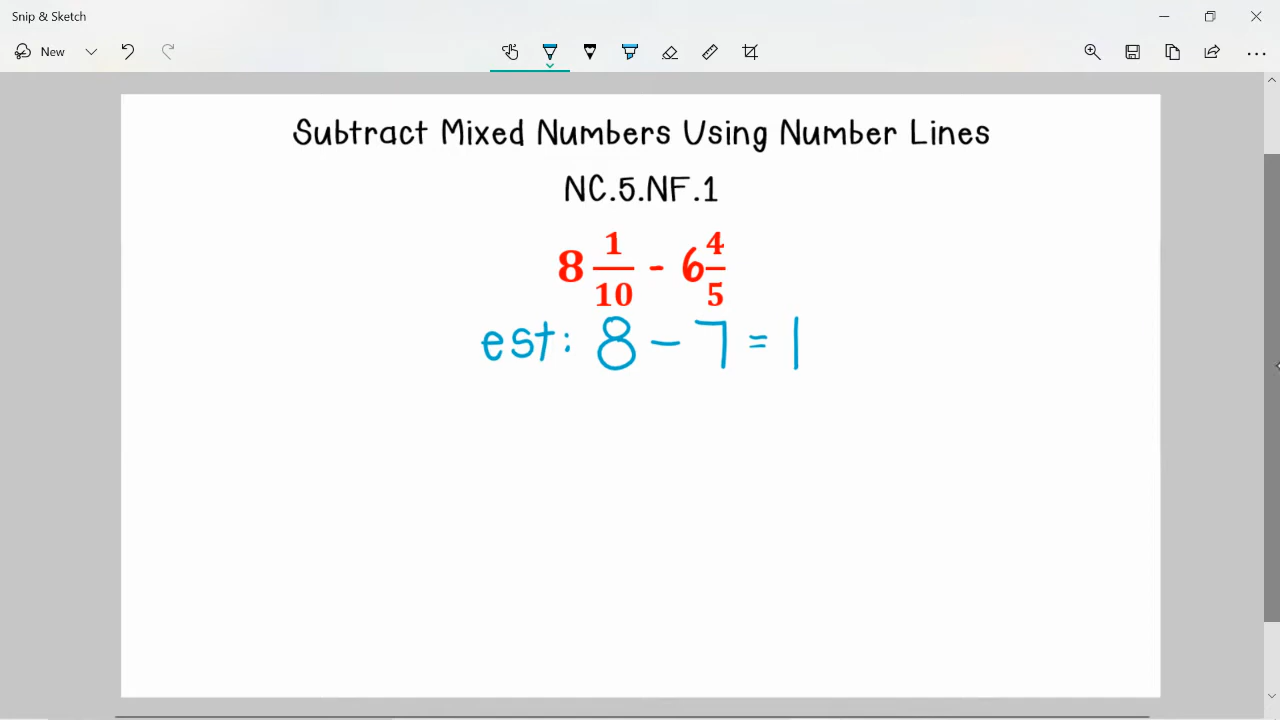 Snip & Sketch
New
Subtract Mixed Numbers Using Number Lines
NC.5.NF.1
8 1/10 - 6 4/5
est: 8 - 7 = 1